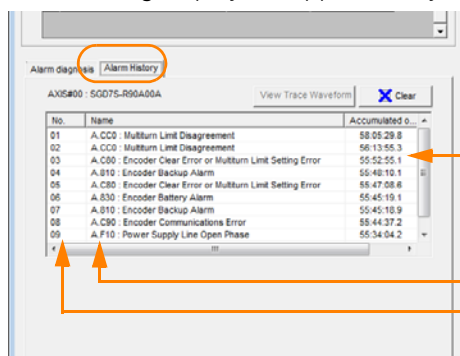 Alarm diagnosis Alarm History
AXIS#00 : SGD7S-R90A00A View Trace Waveform Clear
No. Name Accumulated o...
01 A.CC0 : Multiturn Limit Disagreement 58:05:29.8
02 A.CC0 : Multiturn Limit Disagreement 56:13:55.3
03 A.C80 : Encoder Clear Error or Multiturn Limit Setting Error 55:52:55.1
04 A.810 : Encoder Backup Alarm 55:48:10.1
05 A.C80 : Encoder Clear Error or Multiturn Limit Setting Error 55:47:08.6
06 A.830 : Encoder Battery Alarm 55:45:19.1
07 A.810 : Encoder Backup Alarm 55:45:18.9
08 A.C90 : Encoder Communications Error 55:44:37.2
09 A.F10 : Power Supply Line Open Phase 55:34:04.2